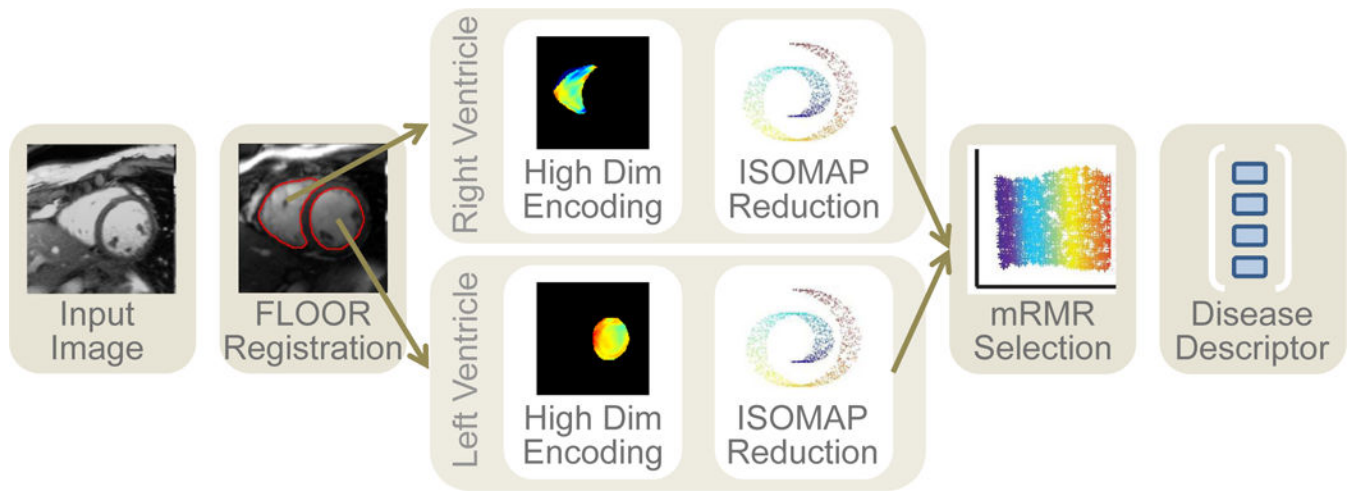 Input
Image
FLOOR
Registration
Right Ventricle
High Dim
Encoding
ISOMAP
Reduction
Left Ventricle
High Dim
Encoding
ISOMAP
Reduction
mRMR
Selection
Disease
Descriptor